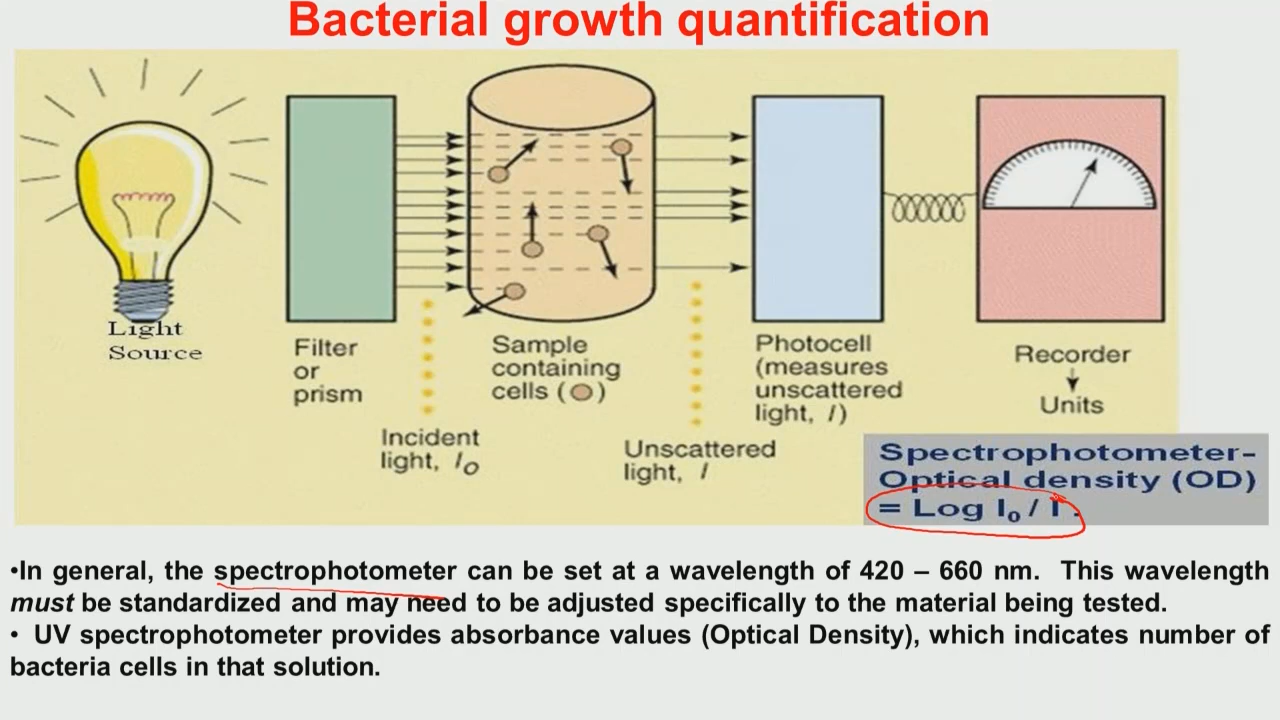 Bacterial growth quantification
Light
Source
Filter
or
prism
Incident
light, Io
Sample
containing
cells ( )
Unscattered
light, I
Photocell
(measures
unscattered
light, I)
Recorder
Units
Spectrophotometer-
Optical density (OD)
= Log I₀ / I .
•In general, the spectrophotometer can be set at a wavelength of 420 – 660 nm. This wavelength
must be standardized and may need to be adjusted specifically to the material being tested.
• UV spectrophotometer provides absorbance values (Optical Density), which indicates number of
bacteria cells in that solution.